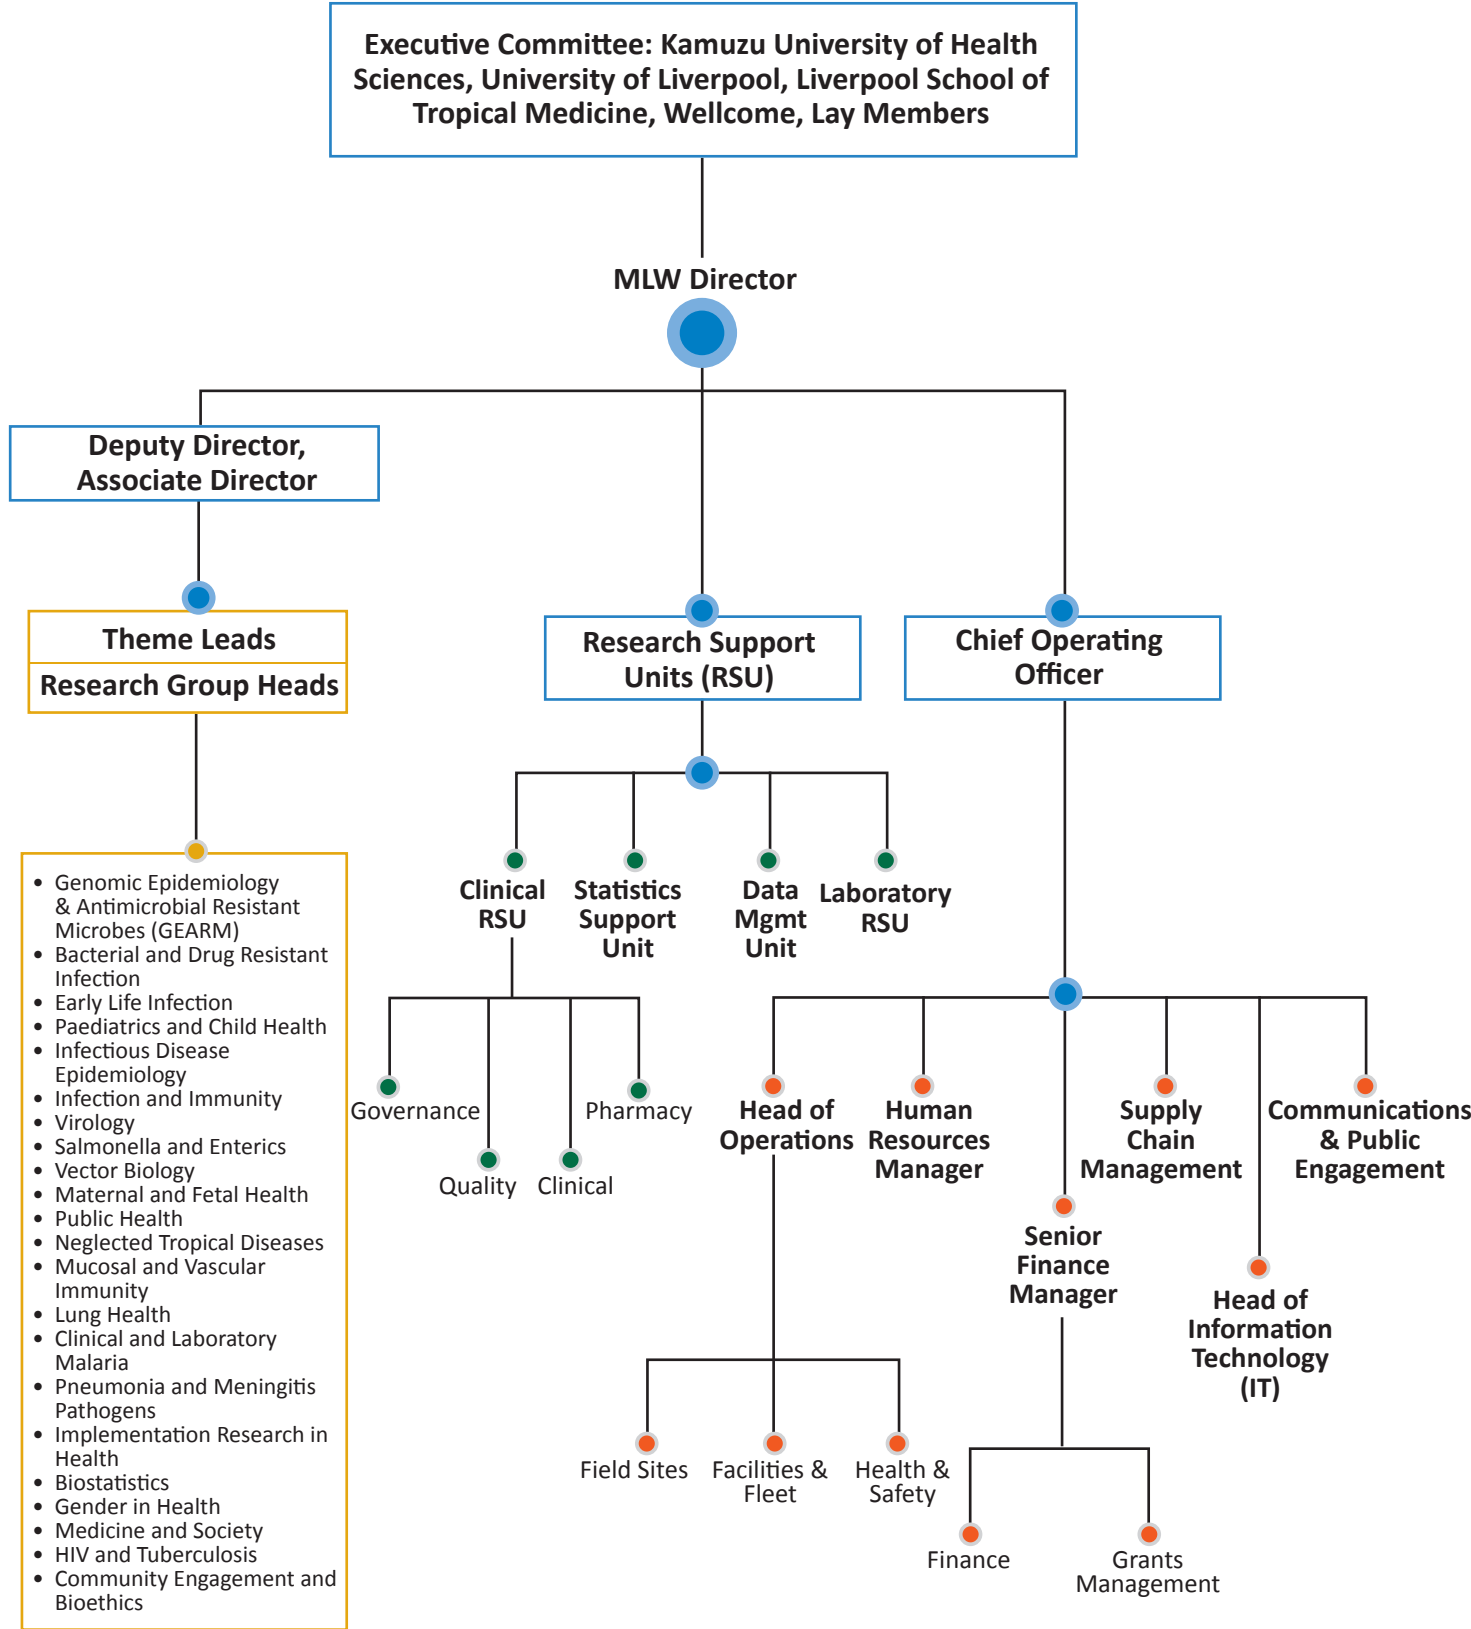 Executive Committee: Kamuzu University of Health
Sciences, University of Liverpool, Liverpool School of
Tropical Medicine, Wellcome, Lay Members
MLW Director
Deputy Director,
Associate Director
Theme Leads
Research Group Heads
• Genomic Epidemiology
& Antimicrobial Resistant
Microbes (GEARM)
• Bacterial and Drug Resistant
Infection
• Early Life Infection
• Paediatrics and Child Health
• Infectious Disease
Epidemiology
• Infection and Immunity
• Virology
• Salmonella and Enterics
• Vector Biology
• Maternal and Fetal Health
• Public Health
• Neglected Tropical Diseases
• Mucosal and Vascular
Immunity
• Lung Health
• Clinical and Laboratory
Malaria
• Pneumonia and Meningitis
Pathogens
• Implementation Research in
Health
• Biostatistics
• Gender in Health
• Medicine and Society
• HIV and Tuberculosis
• Community Engagement and
Bioethics
Research Support
Units (RSU)
Clinical
RSU
Statistics
Support
Unit
Data
Mgmt
Unit
Laboratory
RSU
Governance
Quality
Clinical
Pharmacy
Chief Operating
Officer
Head of
Operations
Human
Resources
Manager
Senior
Finance
Manager
Supply
Chain
Management
Head of
Information
Technology
(IT)
Communications
& Public
Engagement
Field Sites
Facilities &
Fleet
Health &
Safety
Finance
Grants
Management